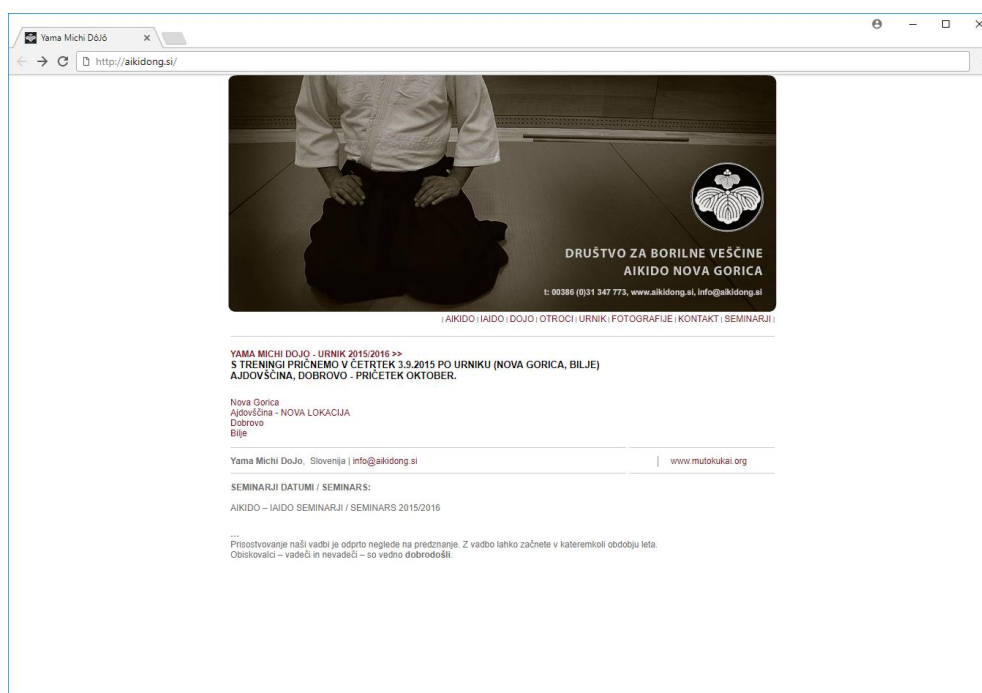 Yama Michi DôJô
http://aikidong.si/
DRUŠTVO ZA BORILNE VEŠČINE
AIKIDO NOVA GORICA
t: 00386 (0)31 347 773, www.aikidong.si, info@aikidong.si
| AIKIDO | IAIDO | DOJO | OTROCI | URNIK | FOTOGRAFIJE | KONTAKT | SEMINARJI |
YAMA MICHI DOJO - URNIK 2015/2016 >>
S TRENINGI PRIČNEMO V ČETRTEK 3.9.2015 PO URNIKU (NOVA GORICA, BILJE)
AJDOVŠČINA, DOBROVO - PRIČETEK OKTOBER.
Nova Gorica
Ajdovščina - NOVA LOKACIJA
Dobrovo
Bilje
Yama Michi DoJo, Slovenija | info@aikidong.si | www.mutokukai.org
SEMINARJI DATUMI / SEMINARS:
AIKIDO – IAIDO SEMINARJI / SEMINARS 2015/2016
...
Prisostvovanje naši vadbi je odprto neglede na predznanje. Z vadbo lahko začnete v kateremkoli obdobju leta.
Obiskovalci – vadeči in nevadeči – so vedno dobrodošli.